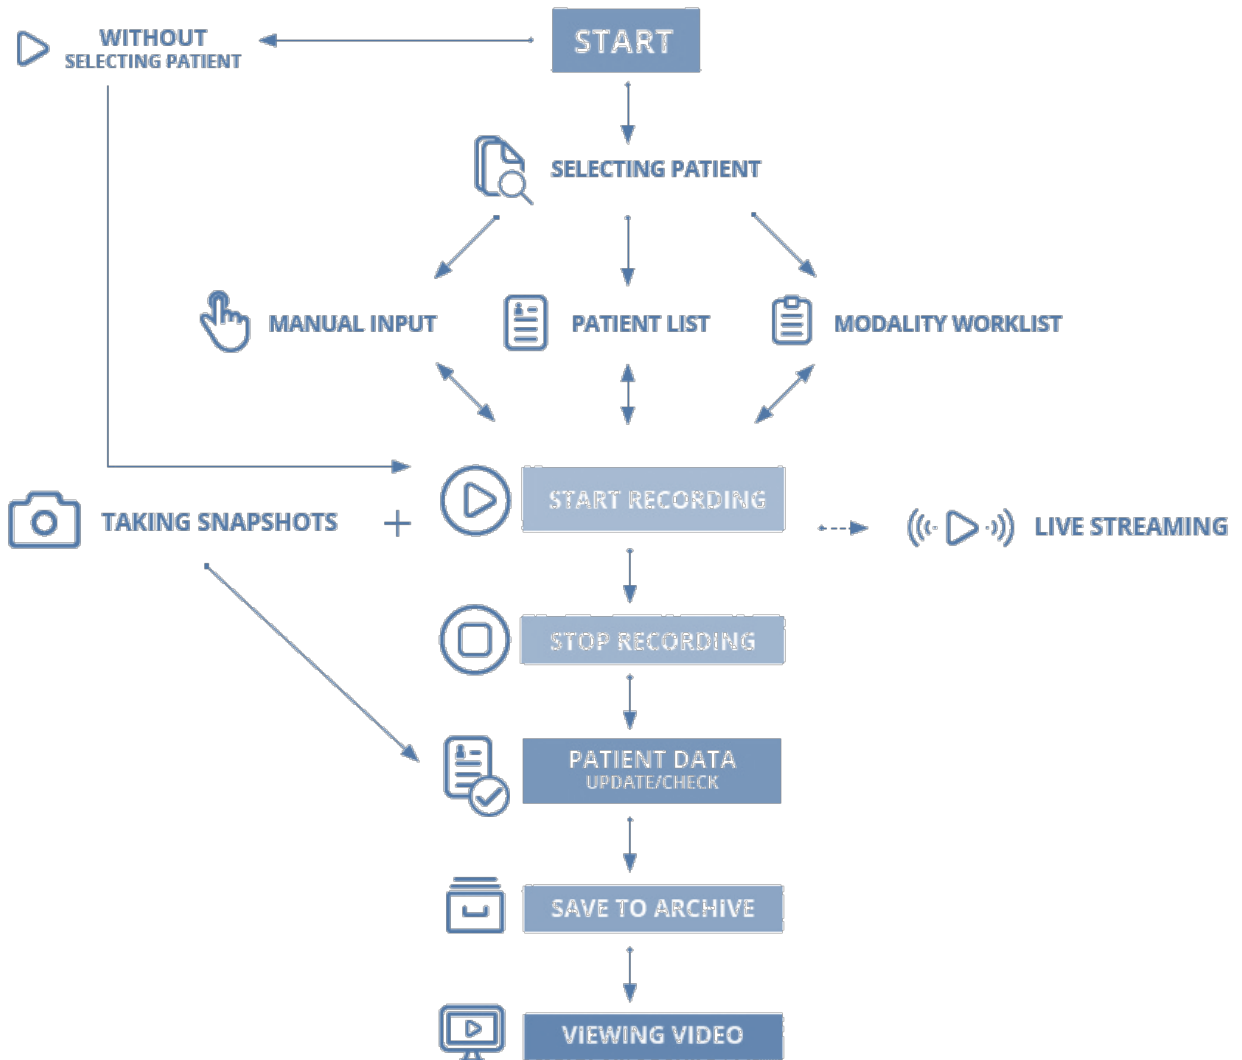 START
WITHOUT
SELECTING PATIENT
SELECTING PATIENT
MANUAL INPUT
PATIENT LIST
MODALITY WORKLIST
START RECORDING
TAKING SNAPSHOTS
+
LIVE STREAMING
STOP RECORDING
PATIENT DATA
UPDATE/CHECK
SAVE TO ARCHIVE
VIEWING VIDEO